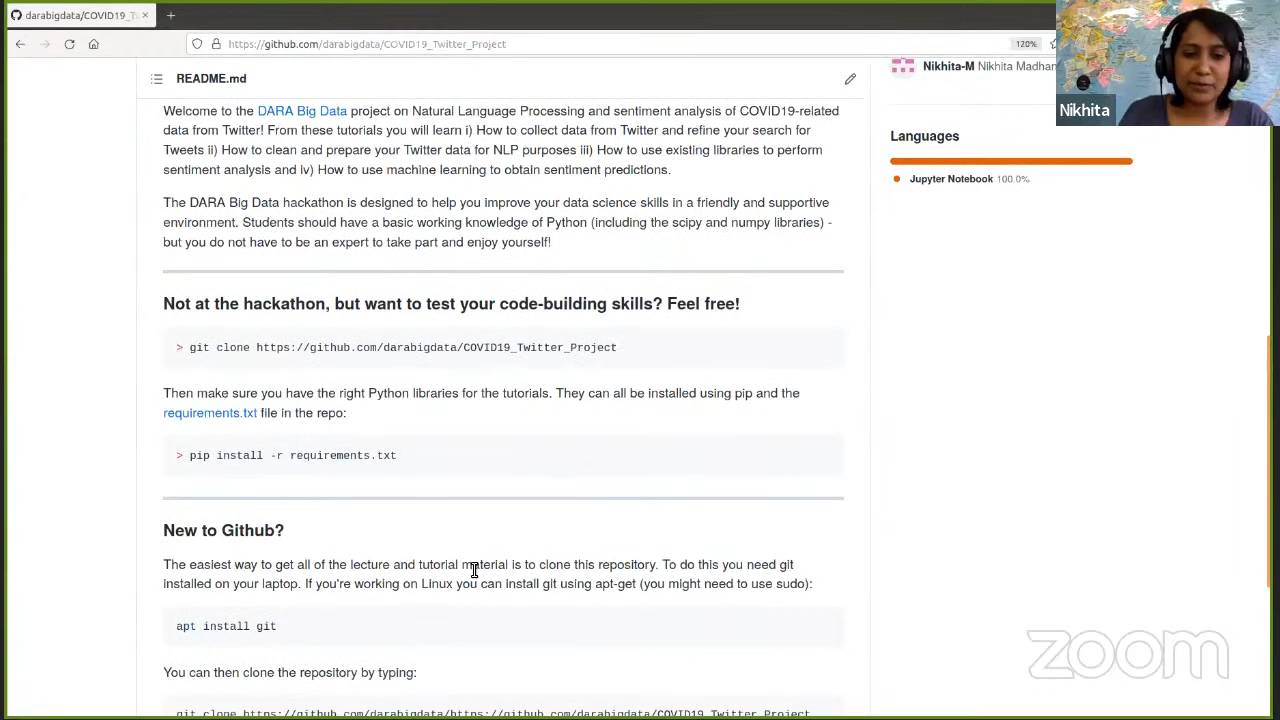 darabigdata/COVID19_T
https://github.com/darabigdata/COVID19_Twitter_Project
120%
Nikhita-M Nikhita Madhan
Nikhita
README.md
Welcome to the DARA Big Data project on Natural Language Processing and sentiment analysis of COVID19-related
data from Twitter! From these tutorials you will learn i) How to collect data from Twitter and refine your search for
Tweets ii) How to clean and prepare your Twitter data for NLP purposes iii) How to use existing libraries to perform
sentiment analysis and iv) How to use machine learning to obtain sentiment predictions.
The DARA Big Data hackathon is designed to help you improve your data science skills in a friendly and supportive
environment. Students should have a basic working knowledge of Python (including the scipy and numpy libraries) -
but you do not have to be an expert to take part and enjoy yourself!
Languages
Jupyter Notebook 100.0%
Not at the hackathon, but want to test your code-building skills? Feel free!
> git clone https://github.com/darabigdata/COVID19_Twitter_Project
Then make sure you have the right Python libraries for the tutorials. They can all be installed using pip and the
requirements.txt file in the repo:
> pip install -r requirements.txt
New to Github?
The easiest way to get all of the lecture and tutorial material is to clone this repository. To do this you need git
installed on your laptop. If you're working on Linux you can install git using apt-get (you might need to use sudo):
apt install git
You can then clone the repository by typing:
git clone https://github.com/darabigdata/https://github.com/darabigdata/COVID19_Twitter_Project
zoom